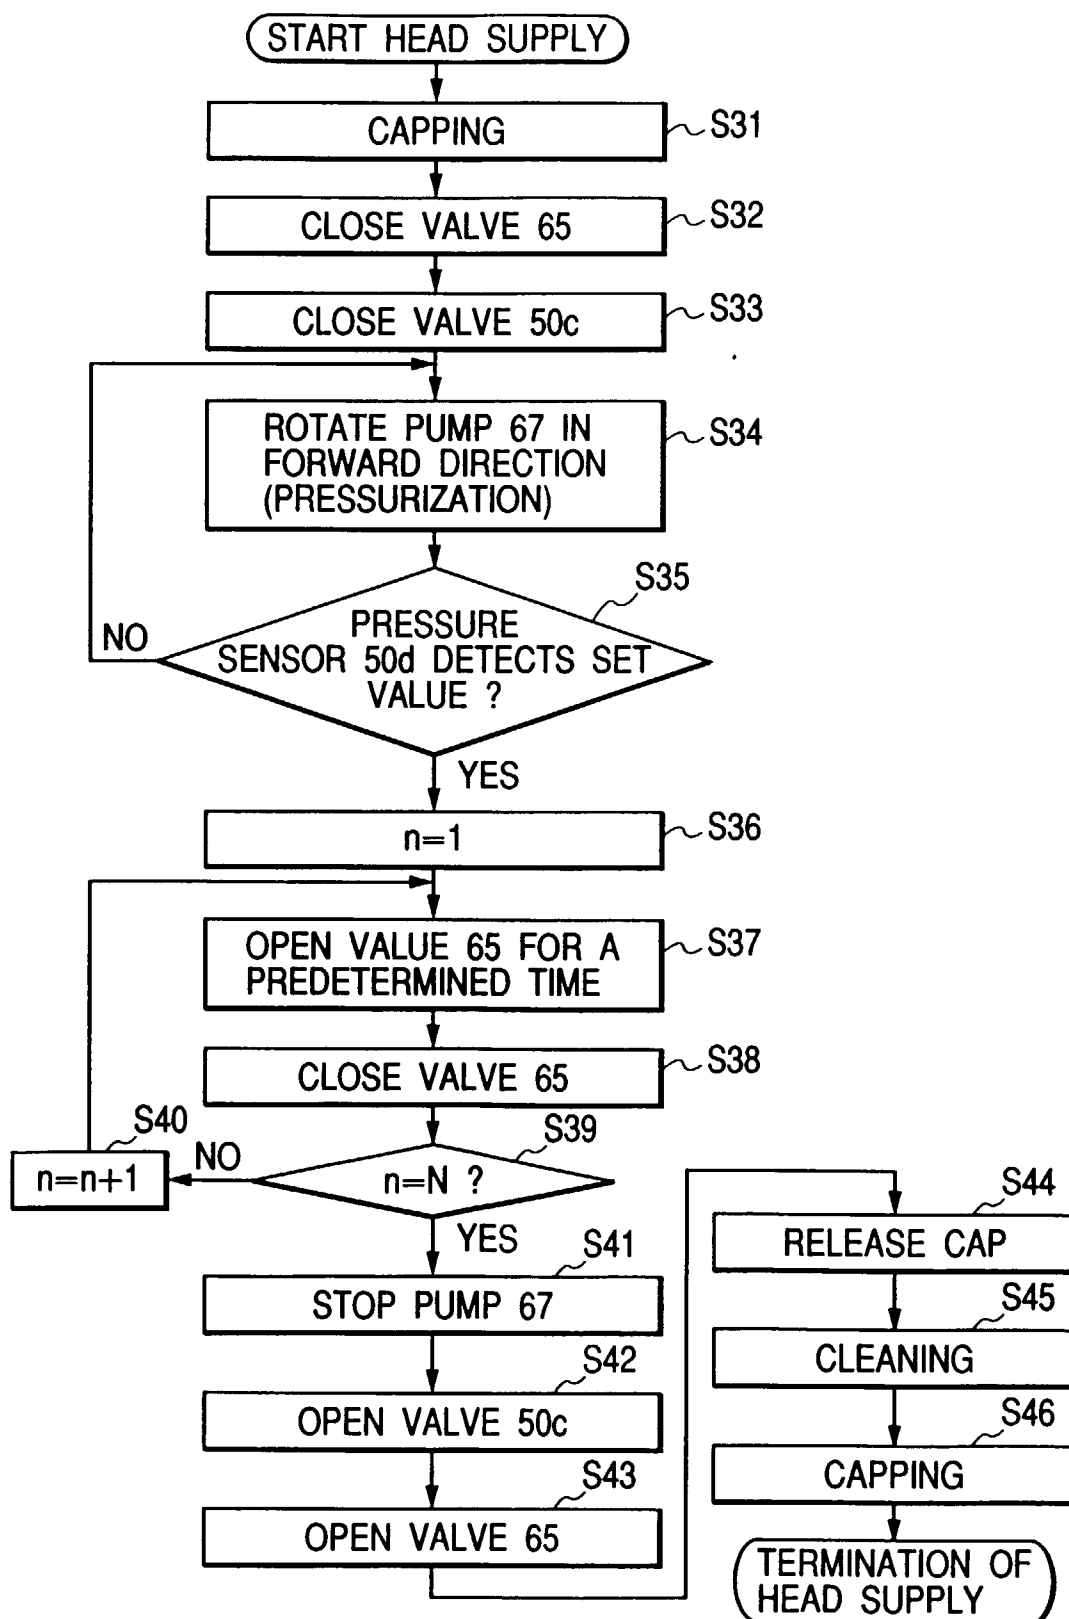 START HEAD SUPPLY
CAPPING
S31
CLOSE VALVE 65
S32
CLOSE VALVE 50c
S33
ROTATE PUMP 67 IN
FORWARD DIRECTION
(PRESSURIZATION)
S34
S35
PRESSURE
SENSOR 50d DETECTS SET
VALUE ?
NO
YES
n=1
S36
OPEN VALUE 65 FOR A
PREDETERMINED TIME
S37
CLOSE VALVE 65
S38
S39
n=N ?
NO
S40
n=n+1
YES
S41
STOP PUMP 67
S42
OPEN VALVE 50c
S43
OPEN VALVE 65
S44
RELEASE CAP
S45
CLEANING
S46
CAPPING
TERMINATION OF
HEAD SUPPLY